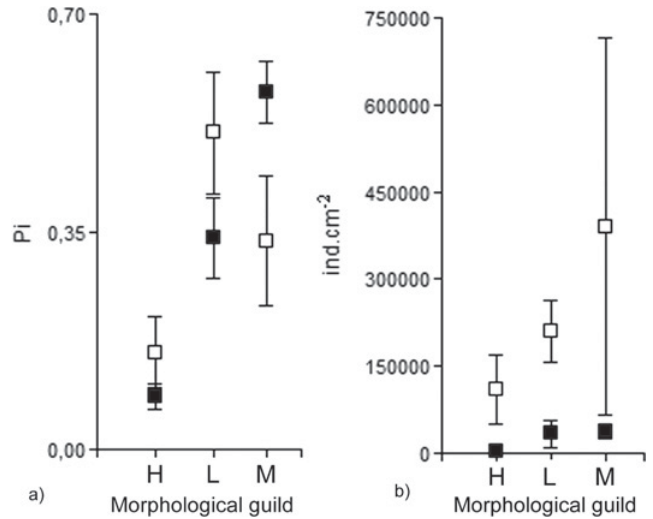 0,70
0,35
0,00
Pi
H L M
a)
Morphological guild
750000
600000
450000
300000
150000
0
ind.cm-2
H L M
b)
Morphological guild